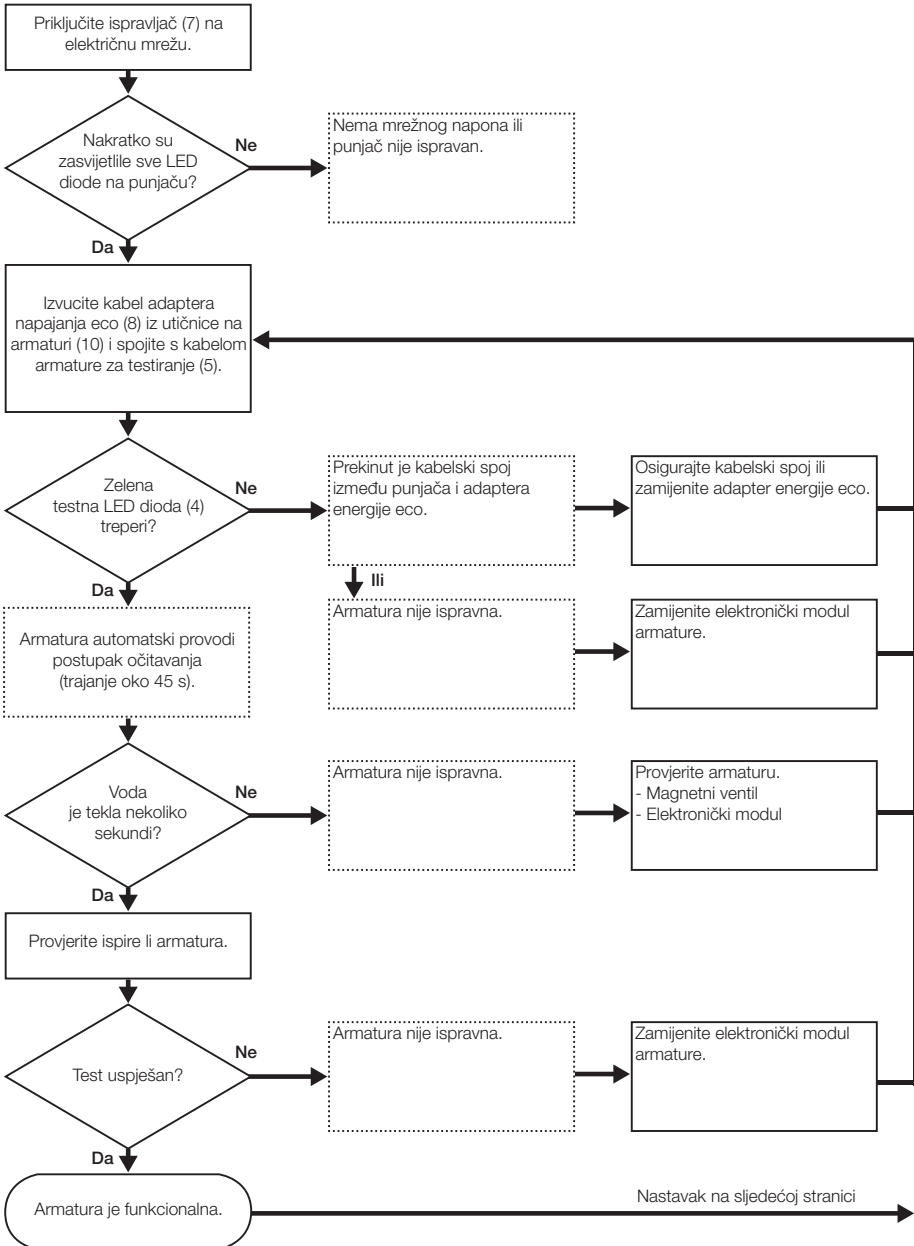 Priključite ispravljač (7) na
električnu mrežu.
Nakratko su
zasvijetlile sve LED
diode na punjaču?
Ne
Nema mrežnog napona ili
punjač nije ispravan.
Da
Izvucite kabel adaptera
napajanja eco (8) iz utičnice na
armaturi (10) i spojite s kabelom
armature za testiranje (5).
Zelena
testna LED dioda (4)
treperi?
Ne
Prekinut je kabelski spoj
između punjača i adaptera
energije eco.
Osigurajte kabelski spoj ili
zamijenite adapter energije eco.
Ili
Da
Armatura nije ispravna.
Zamijenite elektronički modul
armature.
Armatura automatski provodi
postupak očitavanja
(trajanje oko 45 s).
Voda
je tekla nekoliko
sekundi?
Ne
Armatura nije ispravna.
Provjerite armaturu.
- Magnetni ventil
- Elektronički modul
Da
Provjerite ispire li armatura.
Test uspješan?
Ne
Armatura nije ispravna.
Zamijenite elektronički modul
armature.
Da
Armatura je funkcionalna.
Nastavak na sljedećoj stranici